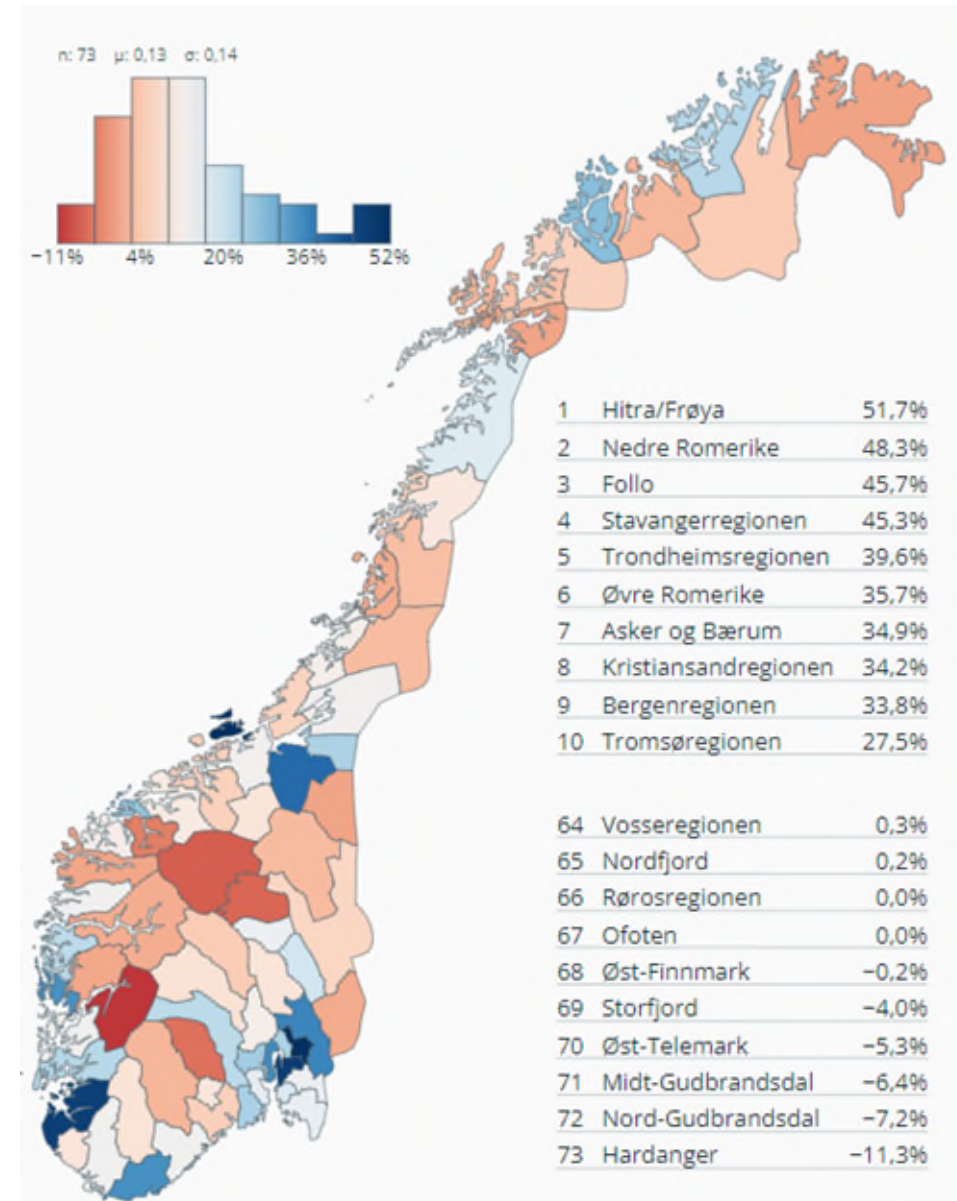 n: 73 µ: 0,13 σ: 0,14
−11% 4% 20% 36% 52%
1 Hitra/Frøya 51,7%
2 Nedre Romerike 48,3%
3 Follo 45,7%
4 Stavangerregionen 45,3%
5 Trondheimsregionen 39,6%
6 Øvre Romerike 35,7%
7 Asker og Bærum 34,9%
8 Kristiansandregionen 34,2%
9 Bergenregionen 33,8%
10 Tromsøregionen 27,5%
64 Vosseregionen 0,3%
65 Nordfjord 0,2%
66 Rørosregionen 0,0%
67 Ofoten 0,0%
68 Øst-Finnmark −0,2%
69 Storfjord −4,0%
70 Øst-Telemark −5,3%
71 Midt-Gudbrandsdal −6,4%
72 Nord-Gudbrandsdal −7,2%
73 Hardanger −11,3%